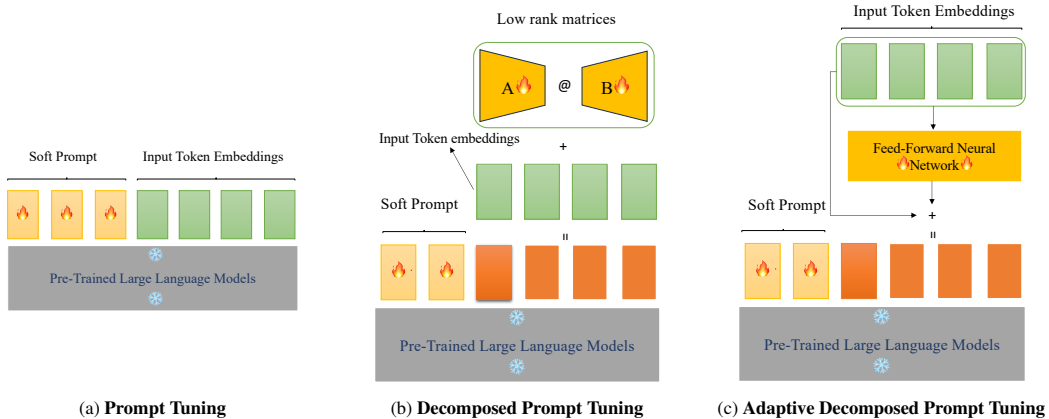 Soft Prompt
Input Token Embeddings
Pre-Trained Large Language Models
(a) Prompt Tuning
Low rank matrices
A
@
B
Input Token embeddings
+
Soft Prompt
=
Pre-Trained Large Language Models
(b) Decomposed Prompt Tuning
Input Token Embeddings
Feed-Forward Neural
Network
Soft Prompt
+
=
Pre-Trained Large Language Models
(c) Adaptive Decomposed Prompt Tuning